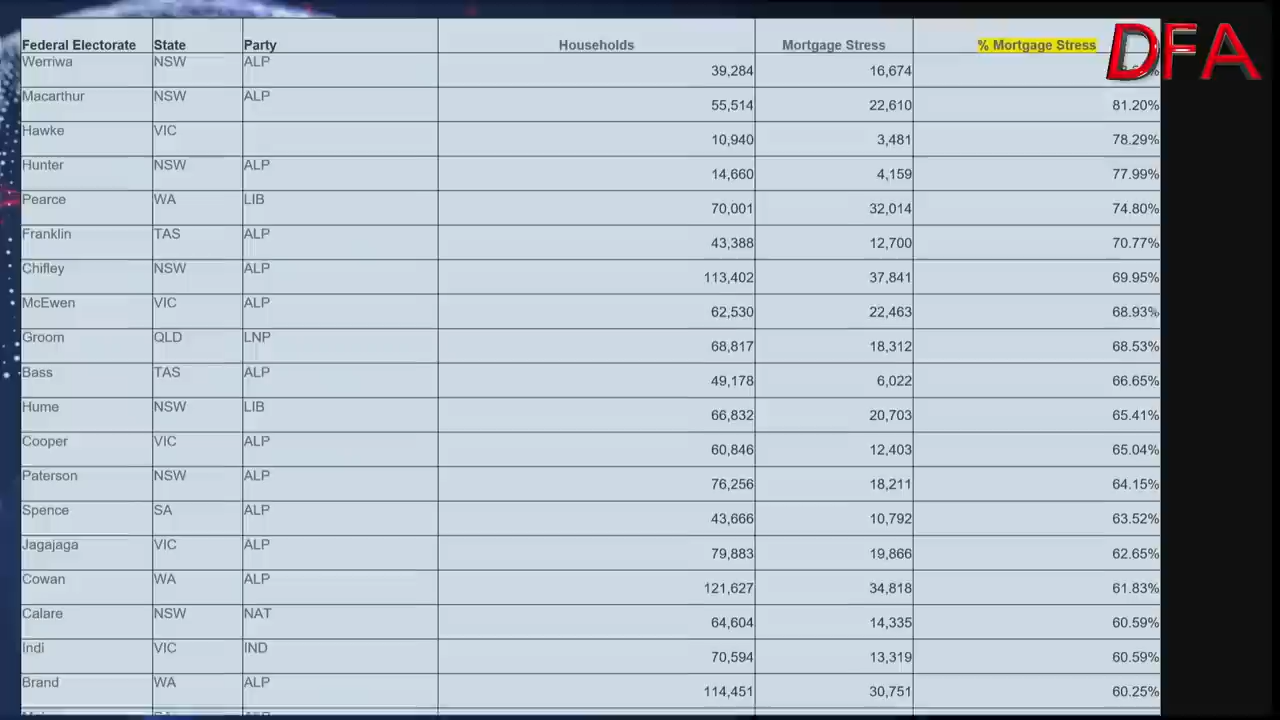 Federal Electorate State Party Households Mortgage Stress % Mortgage Stress DFA
Werriwa NSW ALP 39,284 16,674
Macarthur NSW ALP 55,514 22,610 81.20%
Hawke VIC 10,940 3,481 78.29%
Hunter NSW ALP 14,660 4,159 77.99%
Pearce WA LIB 70,001 32,014 74.80%
Franklin TAS ALP 43,388 12,700 70.77%
Chifley NSW ALP 113,402 37,841 69.95%
McEwen VIC ALP 62,530 22,463 68.93%
Groom QLD LNP 68,817 18,312 68.53%
Bass TAS ALP 49,178 6,022 66.65%
Hume NSW LIB 66,832 20,703 65.41%
Cooper VIC ALP 60,846 12,403 65.04%
Paterson NSW ALP 76,256 18,211 64.15%
Spence SA ALP 43,666 10,792 63.52%
Jagajaga VIC ALP 79,883 19,866 62.65%
Cowan WA ALP 121,627 34,818 61.83%
Calare NSW NAT 64,604 14,335 60.59%
Indi VIC IND 70,594 13,319 60.59%
Brand WA ALP 114,451 30,751 60.25%